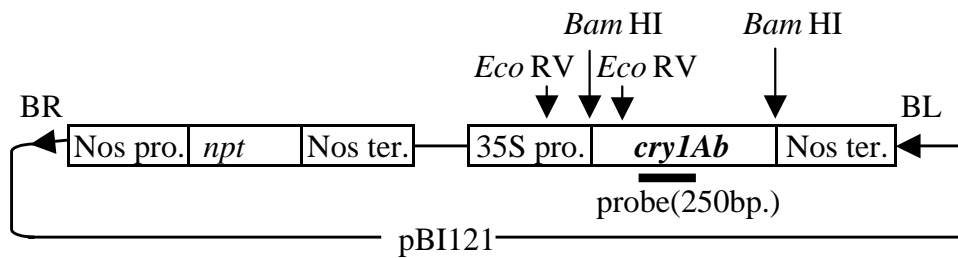 Bam HI
Bam HI
Eco RV
Eco RV
BR
BL
Nos pro.
npt
Nos ter.
35S pro.
cry1Ab
Nos ter.
probe(250bp.)
pBI121